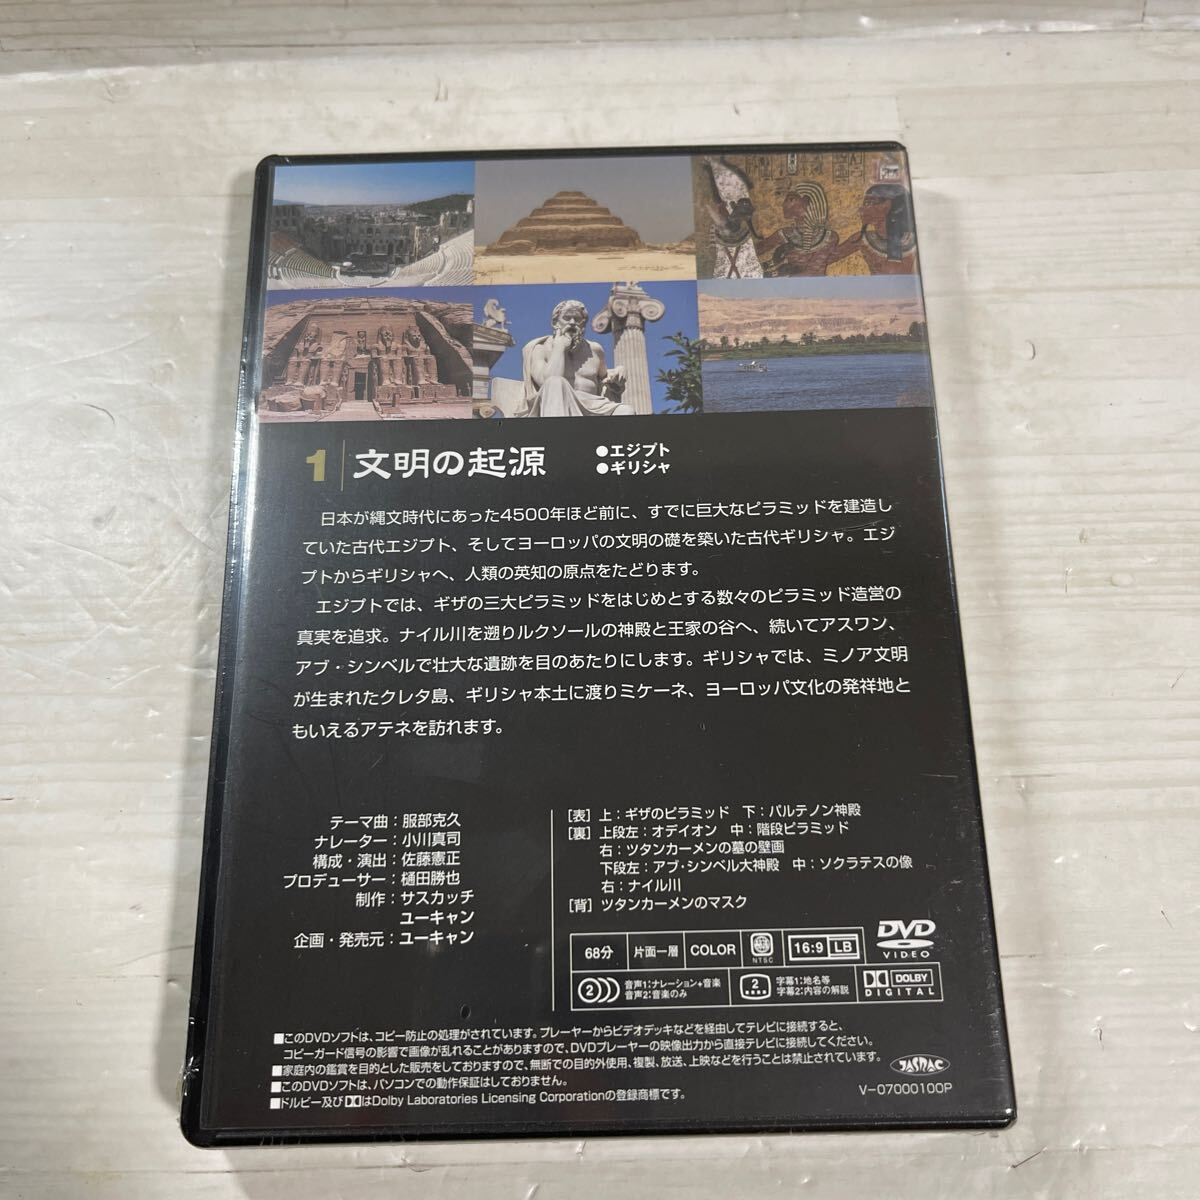 1 文明の起源
●エジプト
●ギリシャ
日本が縄文時代にあった4500年ほど前に、すでに巨大なピラミッドを建造し
ていた古代エジプト、そしてヨーロッパの文明の礎を築いた古代ギリシャ。エジ
プトからギリシャへ、人類の英知の原点をたどります。
エジプトでは、ギザの三大ピラミッドをはじめとする数々のピラミッド造営の
真実を追求。ナイル川を遡りルクソールの神殿と王家の谷へ、続いてアスワン、
アブ・シンベルで壮大な遺跡を目のあたりにします。ギリシャでは、ミノア文明
が生まれたクレタ島、ギリシャ本土に渡りミケーネ、ヨーロッパ文化の発祥地と
もいえるアテネを訪れます。
テーマ曲：服部克久
ナレーター：小川真司
構成・演出：佐藤憲正
プロデューサー：樋田勝也
制作：サスカッチ
ユーキャン
企画・発売元：ユーキャン
［表］上：ギザのピラミッド 下：パルテノン神殿
［裏］上段左：オデイオン 中：階段ピラミッド
右：ツタンカーメンの墓の壁画
下段左：アブ・シンベル大神殿 中：ソクラテスの像
右：ナイル川
［背］ツタンカーメンのマスク
68分 片面一層 COLOR NTSC 16:9 LB
DVD
VIDEO
2 音声1:ナレーション+音楽
音声2:音楽のみ
2 字幕1:地名等
字幕2:内容の解説
DOLBY
DIGITAL
■このDVDソフトは、コピー防止の処理がされています。プレーヤーからビデオデッキなどを経由してテレビに接続すると、
コピーガード信号の影響で画像が乱れることがありますので、DVDプレーヤーの映像出力から直接テレビに接続してください。
■家庭内の鑑賞を目的とした販売をしておりますので、無断での目的外使用、複製、放送、上映などを行うことは禁止されています。
■このDVDソフトは、パソコンでの動作保証はしておりません。
■ドルビー及びはDolby Laboratories Licensing Corporationの登録商標です。
JASRAC
V-07000100P